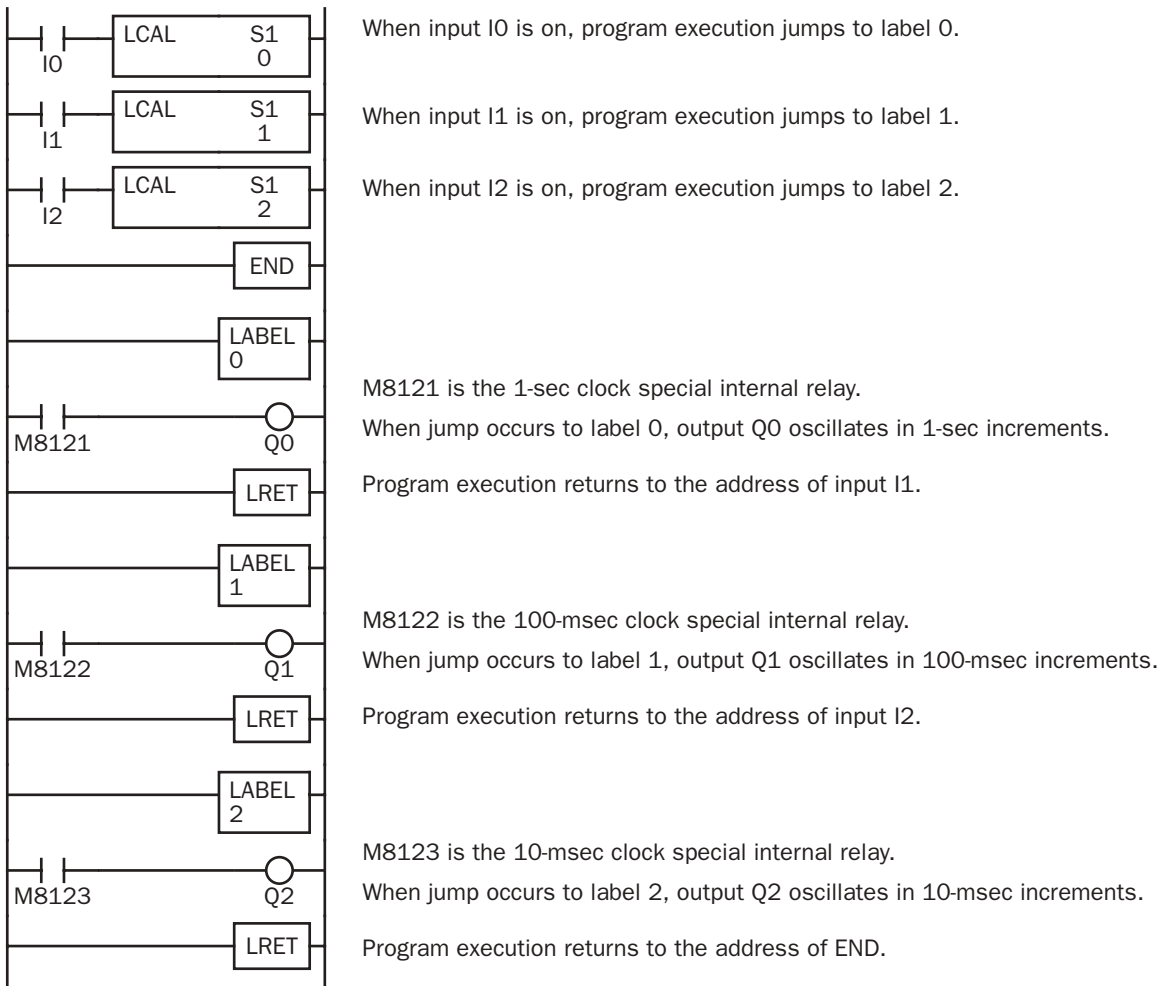 LCAL S1
0
I0
When input I0 is on, program execution jumps to label 0.
LCAL S1
1
I1
When input I1 is on, program execution jumps to label 1.
LCAL S1
2
I2
When input I2 is on, program execution jumps to label 2.
END
LABEL
0
M8121 is the 1-sec clock special internal relay.
M8121 Q0
When jump occurs to label 0, output Q0 oscillates in 1-sec increments.
LRET
Program execution returns to the address of input I1.
LABEL
1
M8122 is the 100-msec clock special internal relay.
M8122 Q1
When jump occurs to label 1, output Q1 oscillates in 100-msec increments.
LRET
Program execution returns to the address of input I2.
LABEL
2
M8123 is the 10-msec clock special internal relay.
M8123 Q2
When jump occurs to label 2, output Q2 oscillates in 10-msec increments.
LRET
Program execution returns to the address of END.